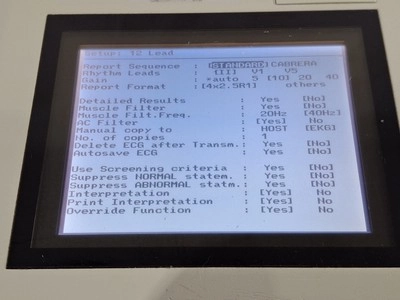 Setup: 12 Lead
Report Sequence : [STANDARD] CABRERA
Rhythm Leads : [II] V1 V5
Gain : *auto 5 [10] 20 40
Report Format : [4x2.5R1] others
Detailed Results : Yes [No]
Muscle Filter : Yes [No]
Muscle Filt.Freq. : 20Hz [40Hz]
AC Filter : [Yes] No
Manual copy to : HOST [EKG]
No. of copies : 1
Delete ECG after Transm.: Yes [No]
Autosave ECG : Yes [No]
Use Screening criteria : Yes [No]
Suppress NORMAL statem. : Yes [No]
Suppress ABNORMAL statm.: Yes [No]
Interpretation : [Yes] No
Print Interpretation : [Yes] No
Override Function : [Yes] No